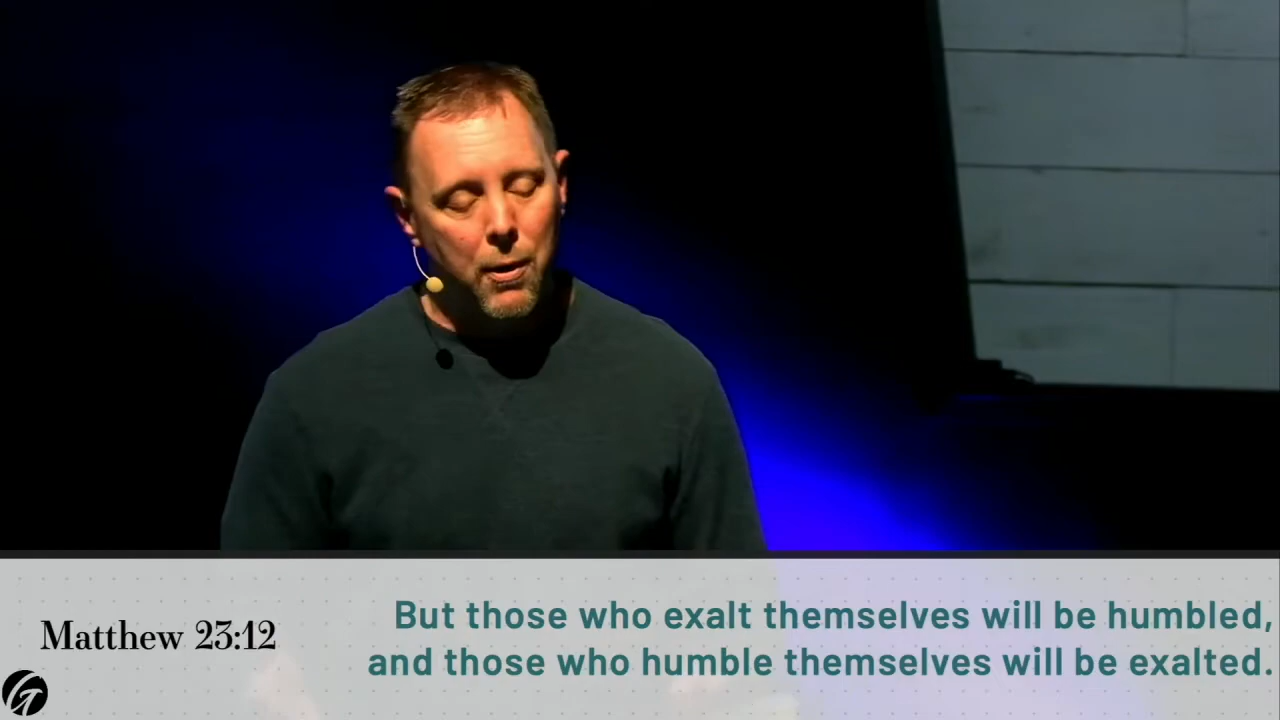 Matthew 23:12
But those who exalt themselves will be humbled,
and those who humble themselves will be exalted.